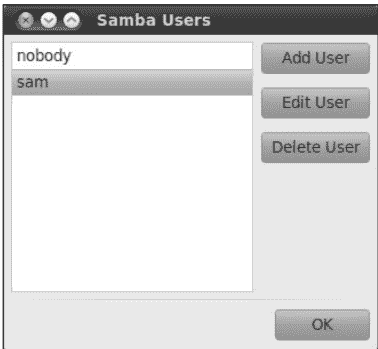 Samba Users
nobody
sam
Add User
Edit User
Delete User
OK